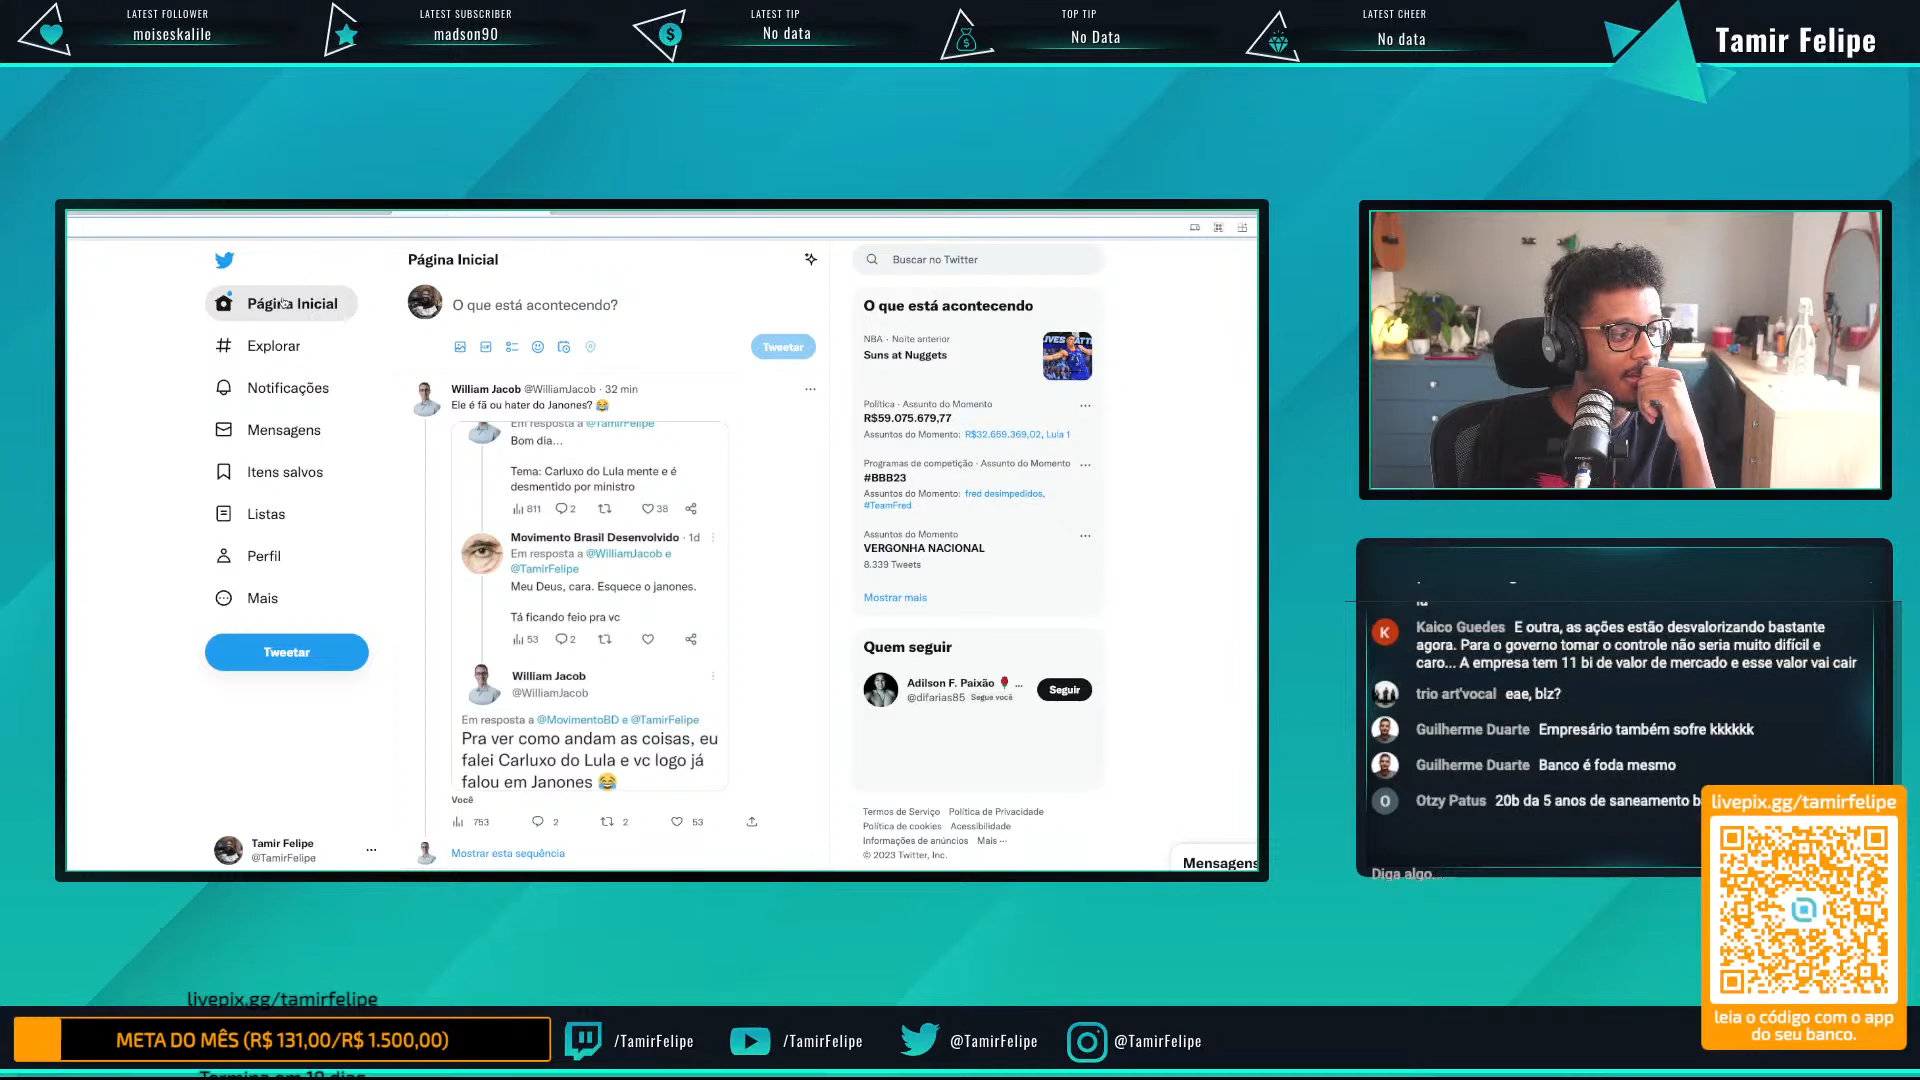 LATEST FOLLOWER
moiseskalile
LATEST SUBSCRIBER
madson90
LATEST TIP
No data
TOP TIP
No Data
LATEST CHEER
No data
Tamir Felipe
Página Inicial
Explorar
Notificações
Mensagens
Itens salvos
Listas
Perfil
Mais
Tweetar
Tamir Felipe
@TamirFelipe
Página Inicial
O que está acontecendo?
Tweetar
William Jacob @WilliamJacob · 32 min
Ele é fã ou hater do Janones? 😂
Em resposta a @TamirFelipe
Bom dia...
Tema: Carluxo do Lula mente e é
desmentido por ministro
811 2 38
Movimento Brasil Desenvolvido · 1d
Em resposta a @WilliamJacob e
@TamirFelipe
Meu Deus, cara. Esquece o janones.
Tá ficando feio pra vc
53 2
William Jacob
@WilliamJacob
Em resposta a @MovimentoBD e @TamirFelipe
Pra ver como andam as coisas, eu
falei Carluxo do Lula e vc logo já
falou em Janones 😂
Você
753 2 2 53
Mostrar esta sequência
Buscar no Twitter
O que está acontecendo
NBA · Noite anterior
Suns at Nuggets
Política · Assunto do Momento
R$59.075.679,77
Assuntos do Momento: R$32.659.369,02, Lula 1
Programas de competição · Assunto do Momento
#BBB23
Assuntos do Momento: fred desimpedidos,
#TeamFred
Assuntos do Momento
VERGONHA NACIONAL
8.339 Tweets
Mostrar mais
Quem seguir
Adilson F. Paixão 🌹 ...
@difarias85 Segue você
Seguir
Termos de Serviço Política de Privacidade
Política de cookies Acessibilidade
Informações de anúncios Mais ···
© 2023 Twitter, Inc.
Mensagens
K
Kaico Guedes E outra, as ações estão desvalorizando bastante
agora. Para o governo tomar o controle não seria muito difícil e
caro... A empresa tem 11 bi de valor de mercado e esse valor vai cair
trio art'vocal eae, blz?
Guilherme Duarte Empresário também sofre kkkkkk
Guilherme Duarte Banco é foda mesmo
O
Otzy Patus 20b da 5 anos de saneamento
Diga algo...
livepix.gg/tamirfelipe
leia o código com o app
do seu banco.
livepix.gg/tamirfelipe
META DO MÊS (R$ 131,00/R$ 1.500,00)
Termina em 19 dias
/TamirFelipe
/TamirFelipe
@TamirFelipe
@TamirFelipe